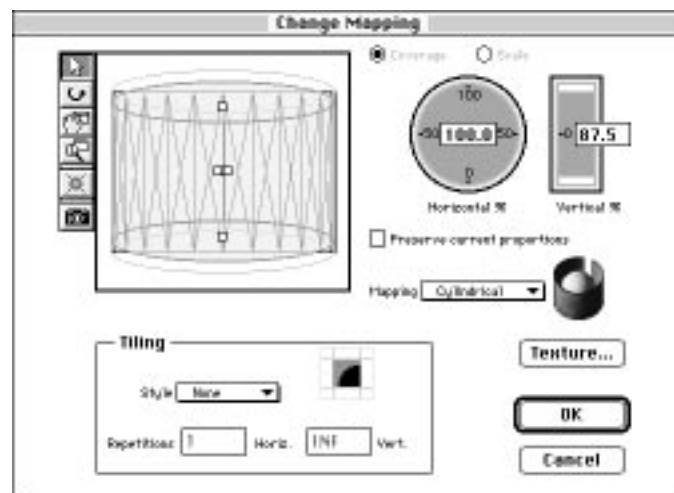 Change Mapping
Coverage Scale
100
50 100.0 50
0
0 87.5
Horizontal % Vertical %
Preserve current proportions
Mapping Cylindrical
Tiling
Style None
Repetitions 1 Horiz. INF Vert.
Texture...
OK
Cancel